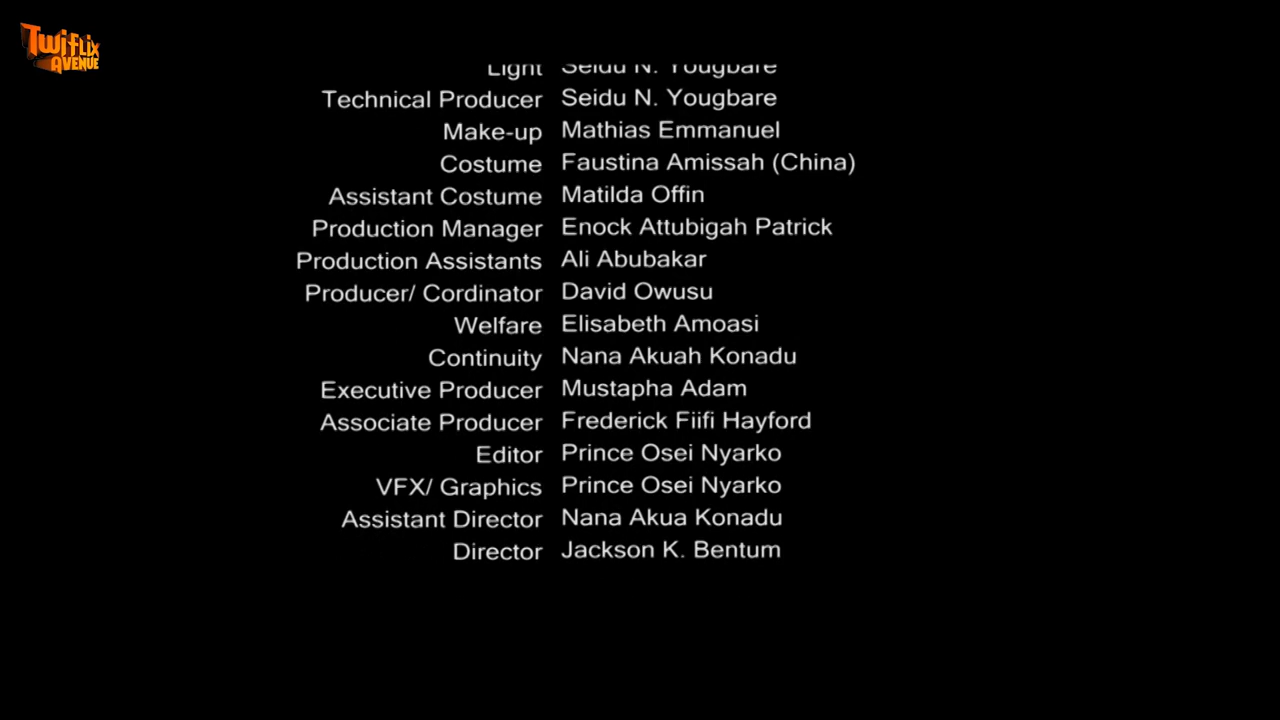 Twiflix
AVENUE
Light Seidu N. Yougbare
Technical Producer Seidu N. Yougbare
Make-up Mathias Emmanuel
Costume Faustina Amissah (China)
Assistant Costume Matilda Offin
Production Manager Enock Attubigah Patrick
Production Assistants Ali Abubakar
Producer/ Cordinator David Owusu
Welfare Elisabeth Amoasi
Continuity Nana Akuah Konadu
Executive Producer Mustapha Adam
Associate Producer Frederick Fiifi Hayford
Editor Prince Osei Nyarko
VFX/ Graphics Prince Osei Nyarko
Assistant Director Nana Akua Konadu
Director Jackson K. Bentum